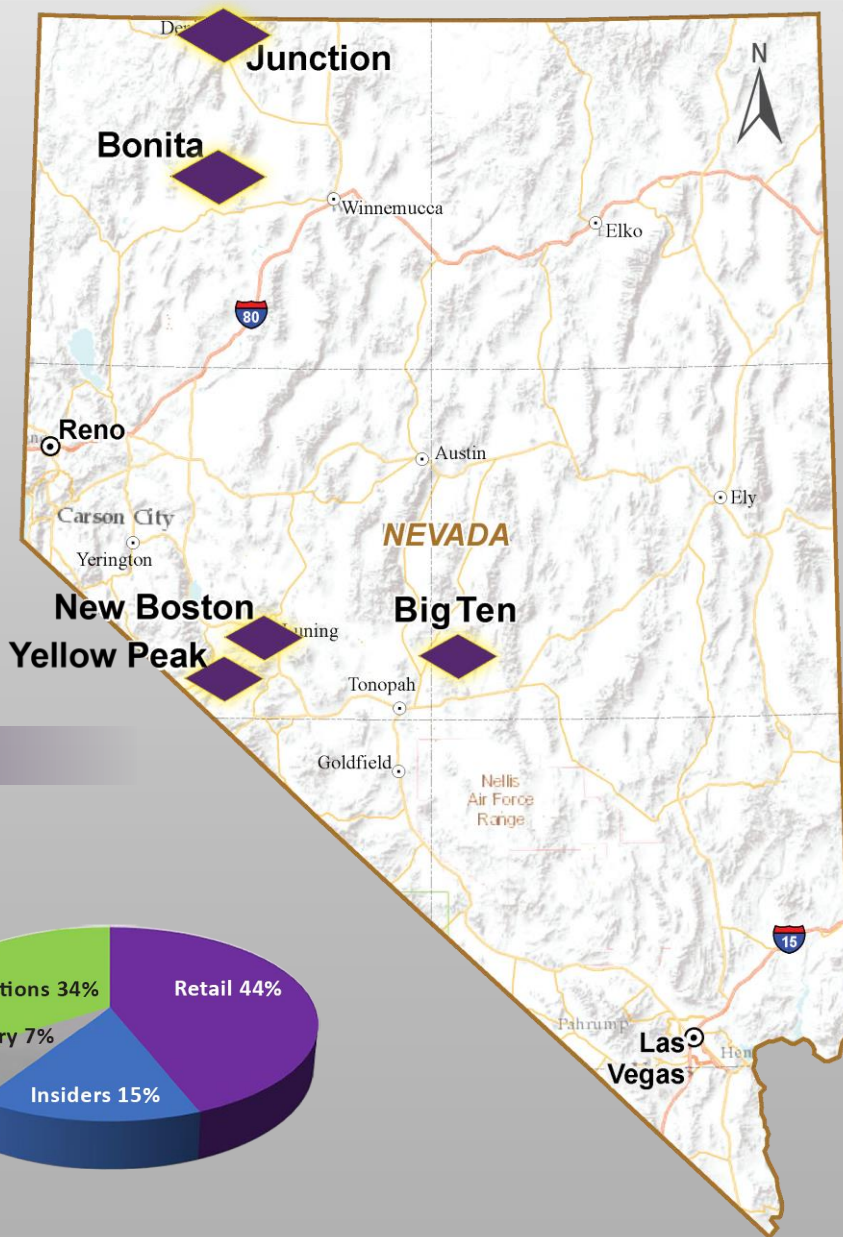 Junction
N
Bonita
Winnemucca
Elko
80
Reno
Austin
Ely
Carson City
NEVADA
Yerington
New Boston
Big Ten
Luning
Yellow Peak
Tonopah
Goldfield
Nellis
Air Force
Range
15
tions 34%
Retail 44%
ry 7%
Pahrump
Las
Vegas
Hen
Insiders 15%